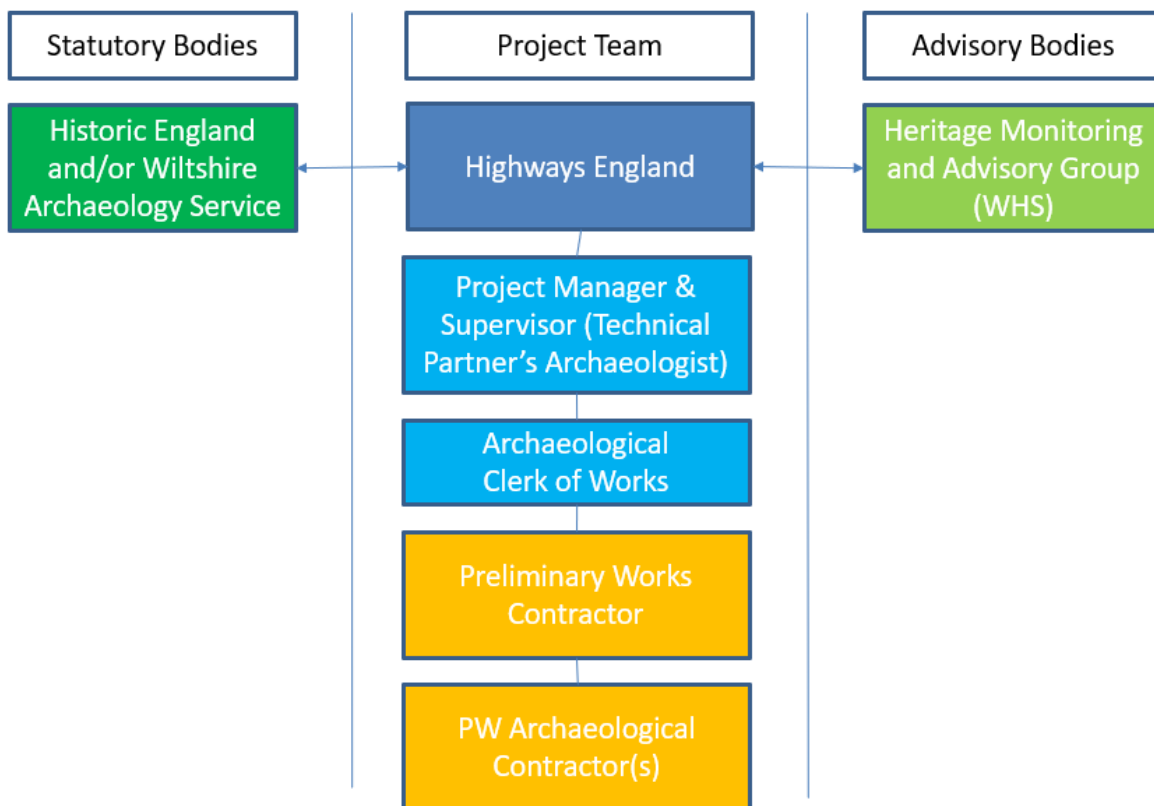 Statutory Bodies
Project Team
Advisory Bodies
Historic England
and/or Wiltshire
Archaeology Service
Highways England
Heritage Monitoring
and Advisory Group
(WHS)
Project Manager &
Supervisor (Technical
Partner’s Archaeologist)
Archaeological
Clerk of Works
Preliminary Works
Contractor
PW Archaeological
Contractor(s)